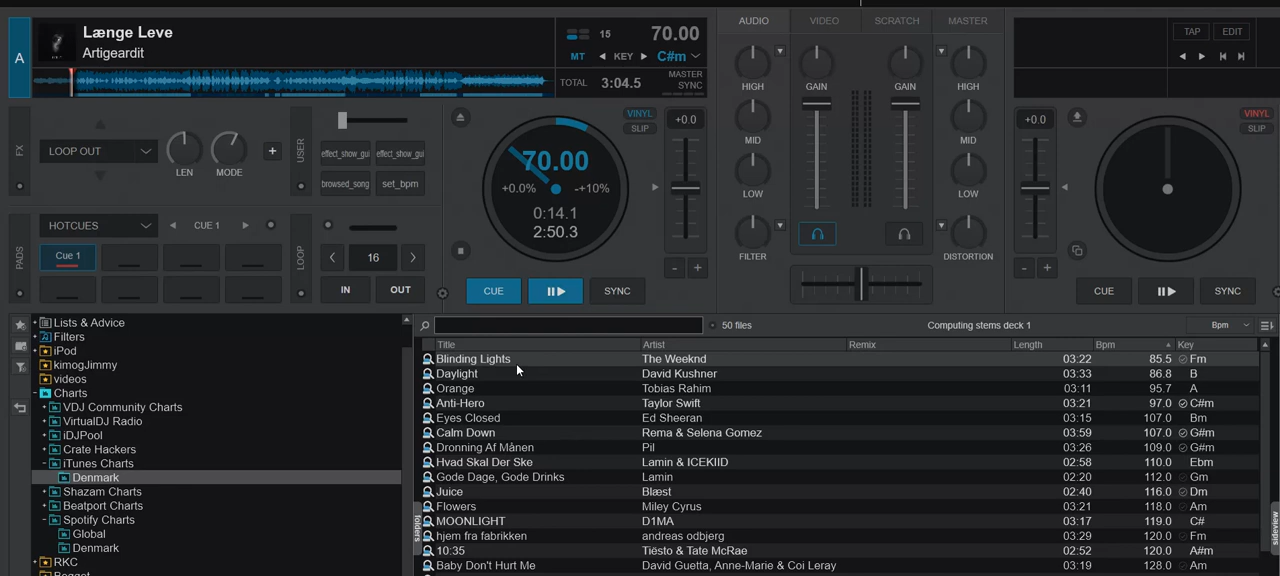 A
Længe Leve
Artigeardit
15
70.00
MT
KEY
C#m
TOTAL
3:04.5
MASTER
SYNC
AUDIO
VIDEO
SCRATCH
MASTER
HIGH
GAIN
GAIN
HIGH
MID
MID
LOW
LOW
FILTER
DISTORTION
TAP
EDIT
FX
LOOP OUT
LEN
MODE
+
USER
effect_show_gui
effect_show_gui
browsed_song
set_bpm
VINYL
SLIP
+0.0
70.00
+0.0%
-+10%
0:14.1
2:50.3
- +
+0.0
VINYL
SLIP
- +
PADS
HOTCUES
CUE 1
Cue 1
LOOP
16
IN
OUT
CUE
SYNC
CUE
SYNC
Lists & Advice
Filters
iPod
kimogJimmy
videos
Charts
VDJ Community Charts
VirtualDJ Radio
iDJPool
Crate Hackers
iTunes Charts
Denmark
Shazam Charts
Beatport Charts
Spotify Charts
Global
Denmark
RKC
folders
50 files
Computing stems deck 1
Bpm
Title Artist Remix Length Bpm Key
Blinding Lights The Weeknd 03:22 85.5 Fm
Daylight David Kushner 03:33 86.8 B
Orange Tobias Rahim 03:11 95.7 A
Anti-Hero Taylor Swift 03:21 97.0 C#m
Eyes Closed Ed Sheeran 03:15 107.0 Bm
Calm Down Rema & Selena Gomez 03:59 107.0 G#m
Dronning Af Månen Pil 03:26 109.0 G#m
Hvad Skal Der Ske Lamin & ICEKIID 02:58 110.0 Ebm
Gode Dage, Gode Drinks Lamin 02:20 112.0 Gm
Juice Blæst 02:40 116.0 Dm
Flowers Miley Cyrus 03:21 118.0 Am
MOONLIGHT D1MA 03:17 119.0 C#
hjem fra fabrikken andreas odbjerg 03:29 120.0 Fm
10:35 Tiësto & Tate McRae 02:52 120.0 A#m
Baby Don't Hurt Me David Guetta, Anne-Marie & Coi Leray 03:19 128.0 Am
sideview